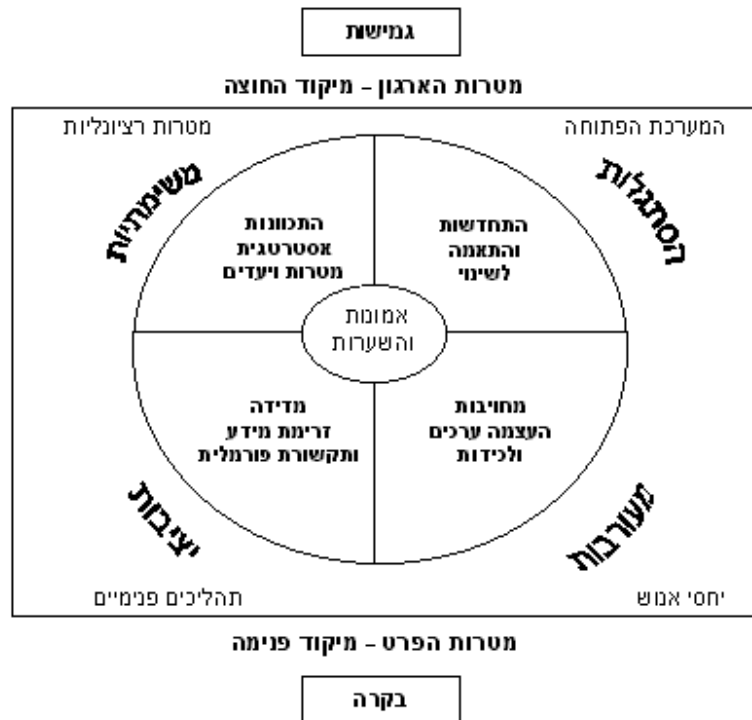 גמישות
מטרות הארגון – מיקוד החוצה
המערכת הפתוחה
מטרות רציונליות
הסתגלות
משימתיות
התחדשות
והתאמה
לשינוי
התכוונות
אסטרטגית
מטרות ויעדים
אמונות
והשערות
מחויבות
העצמה ערכים
ולכידות
מדידה
זרימת מידע
ותקשורת פורמלית
מעורבות
יציבות
יחסי אנוש
תהליכים פנימיים
מטרות הפרט – מיקוד פנימה
בקרה